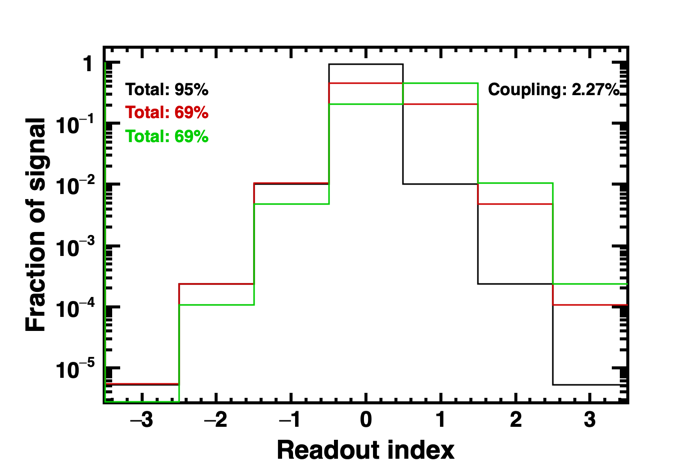 Total: 95%
Total: 69%
Total: 69%
Coupling: 2.27%
Fraction of signal
1
10⁻¹
10⁻²
10⁻³
10⁻⁴
10⁻⁵
−3 −2 −1 0 1 2 3
Readout index